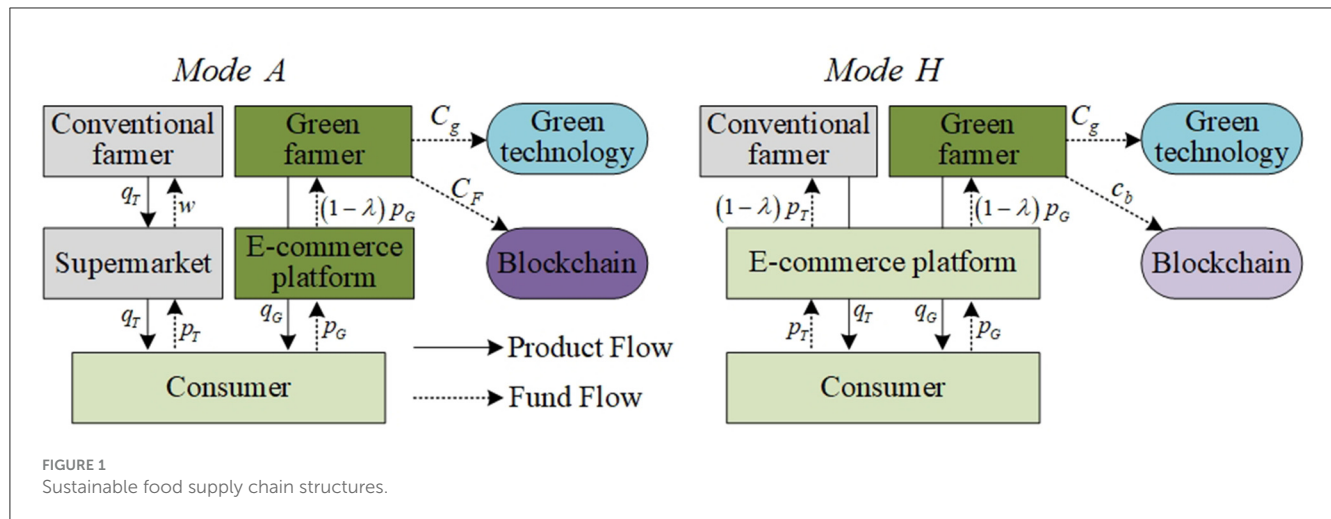 Mode A
Conventional
farmer
Green
farmer
C_g
Green
technology
q_T
w
(1-λ) p_G
C_F
Supermarket
E-commerce
platform
Blockchain
q_T
p_T
q_G
p_G
Consumer
Product Flow
Fund Flow
Mode H
Conventional
farmer
Green
farmer
C_g
Green
technology
(1-λ) p_T
(1-λ) p_G
c_b
E-commerce platform
Blockchain
p_T
q_T
q_G
p_G
Consumer
FIGURE 1
Sustainable food supply chain structures.